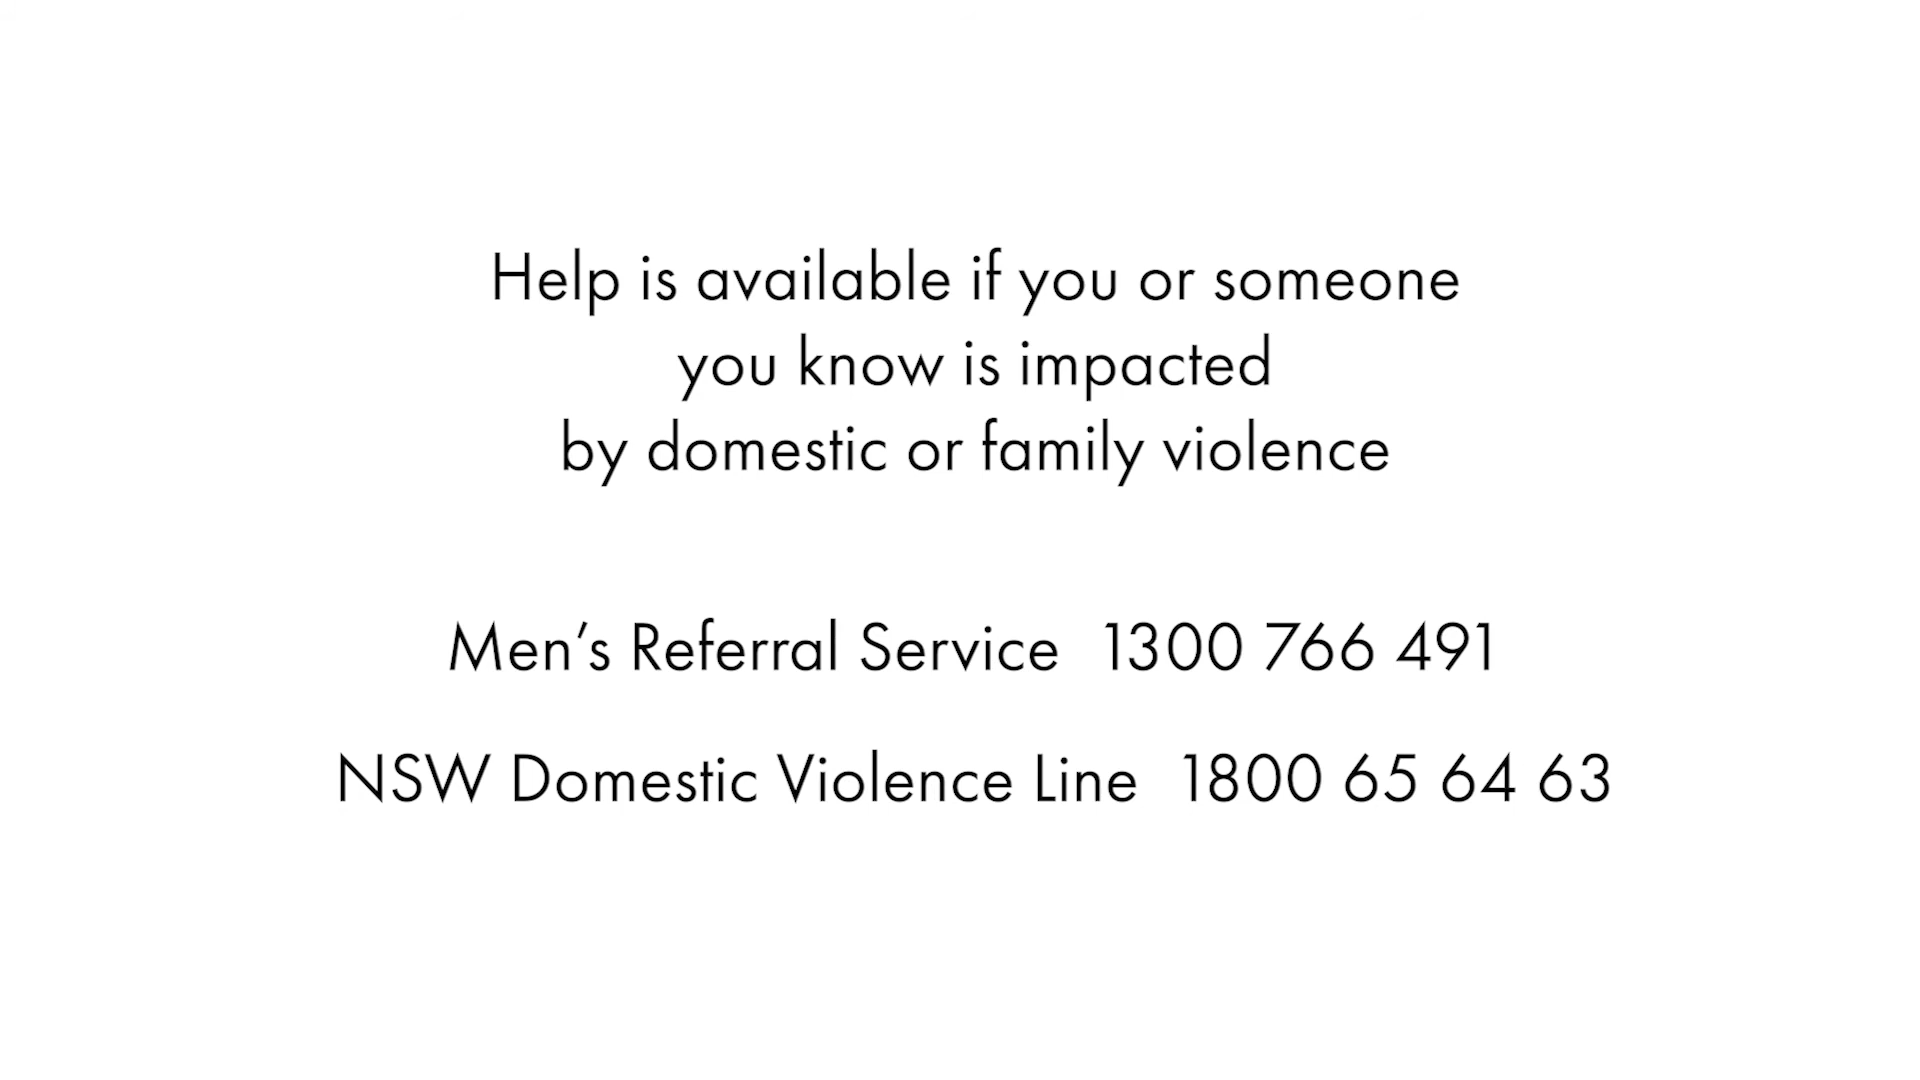 Help is available if you or someone
you know is impacted
by domestic or family violence
Men’s Referral Service 1300 766 491
NSW Domestic Violence Line 1800 65 64 63